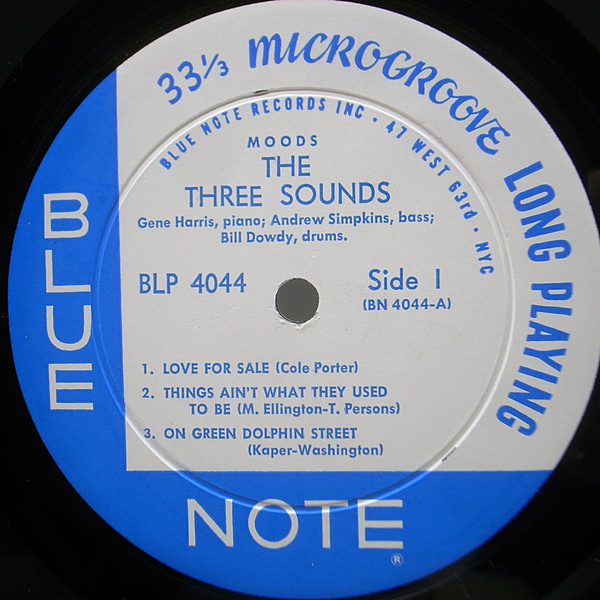 33⅓ MICROGROOVE LONG PLAYING
BLUE NOTE RECORDS INC · 47 WEST 63rd · NYC
MOODS
THE
THREE SOUNDS
Gene Harris, piano; Andrew Simpkins, bass;
Bill Dowdy, drums.
BLP 4044
Side 1
(BN 4044-A)
1. LOVE FOR SALE (Cole Porter)
2. THINGS AIN'T WHAT THEY USED
TO BE (M. Ellington-T. Persons)
3. ON GREEN DOLPHIN STREET
(Kaper-Washington)
BLUE
NOTE
®